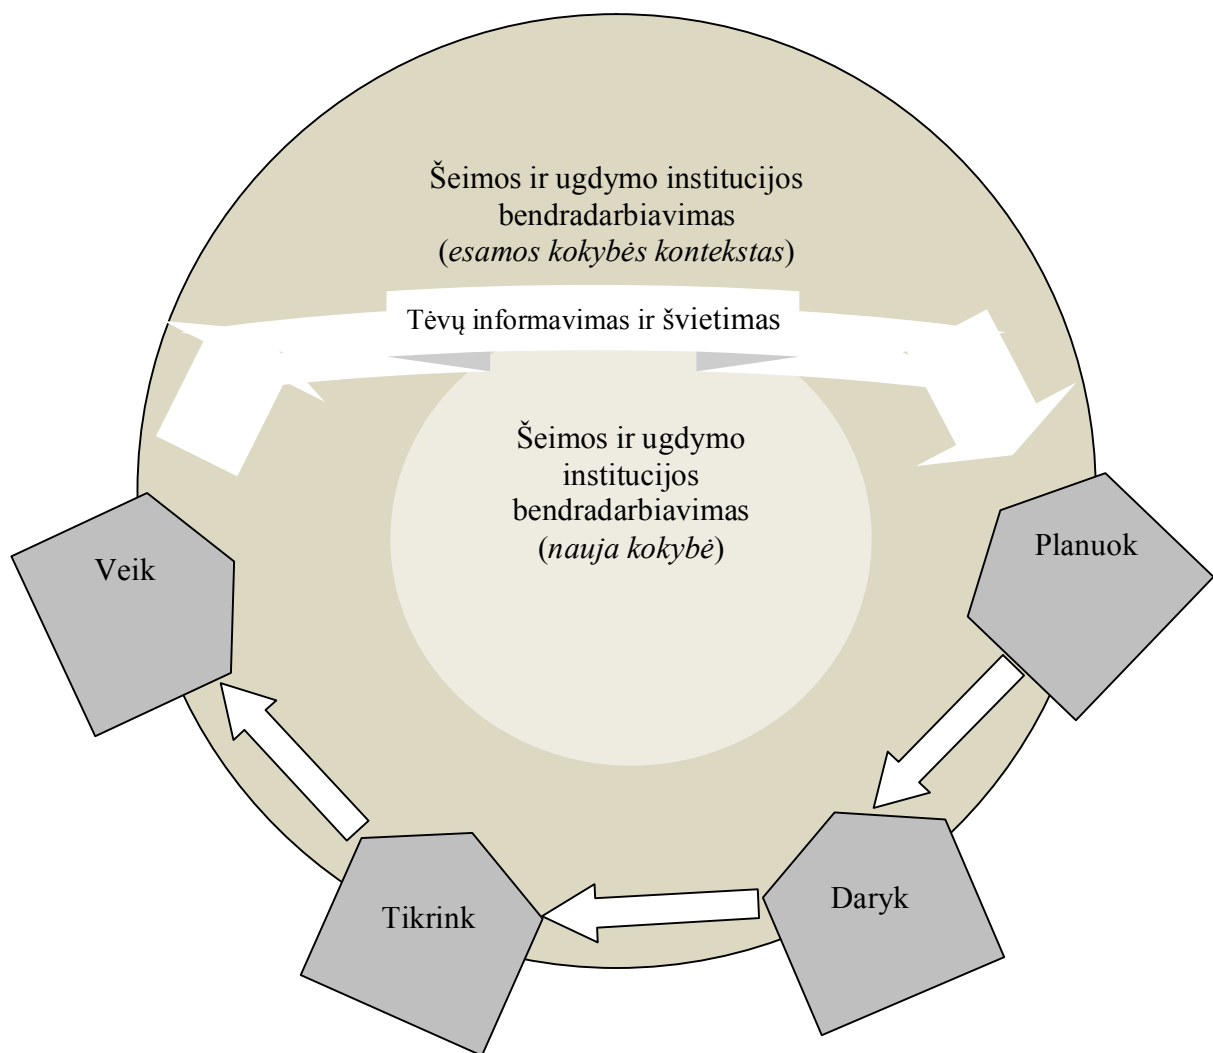 Šeimos ir ugdymo institucijos
bendradarbiavimas
(esamos kokybės kontekstas)
Tėvų informavimas ir švietimas
Šeimos ir ugdymo
institucijos
bendradarbiavimas
(nauja kokybė)
Planuok
Veik
Daryk
Tikrink